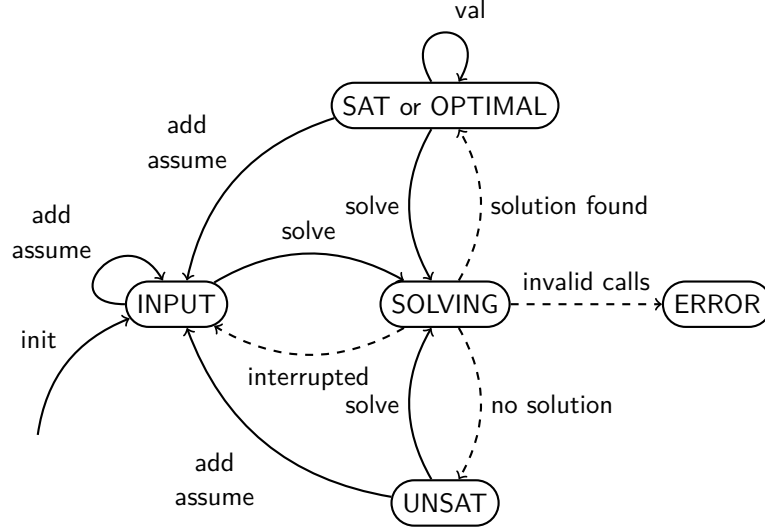 val
SAT or OPTIMAL
add
assume
solve
solution found
add
assume
solve
invalid calls
INPUT
SOLVING
ERROR
init
interrupted
solve
no solution
add
assume
UNSAT